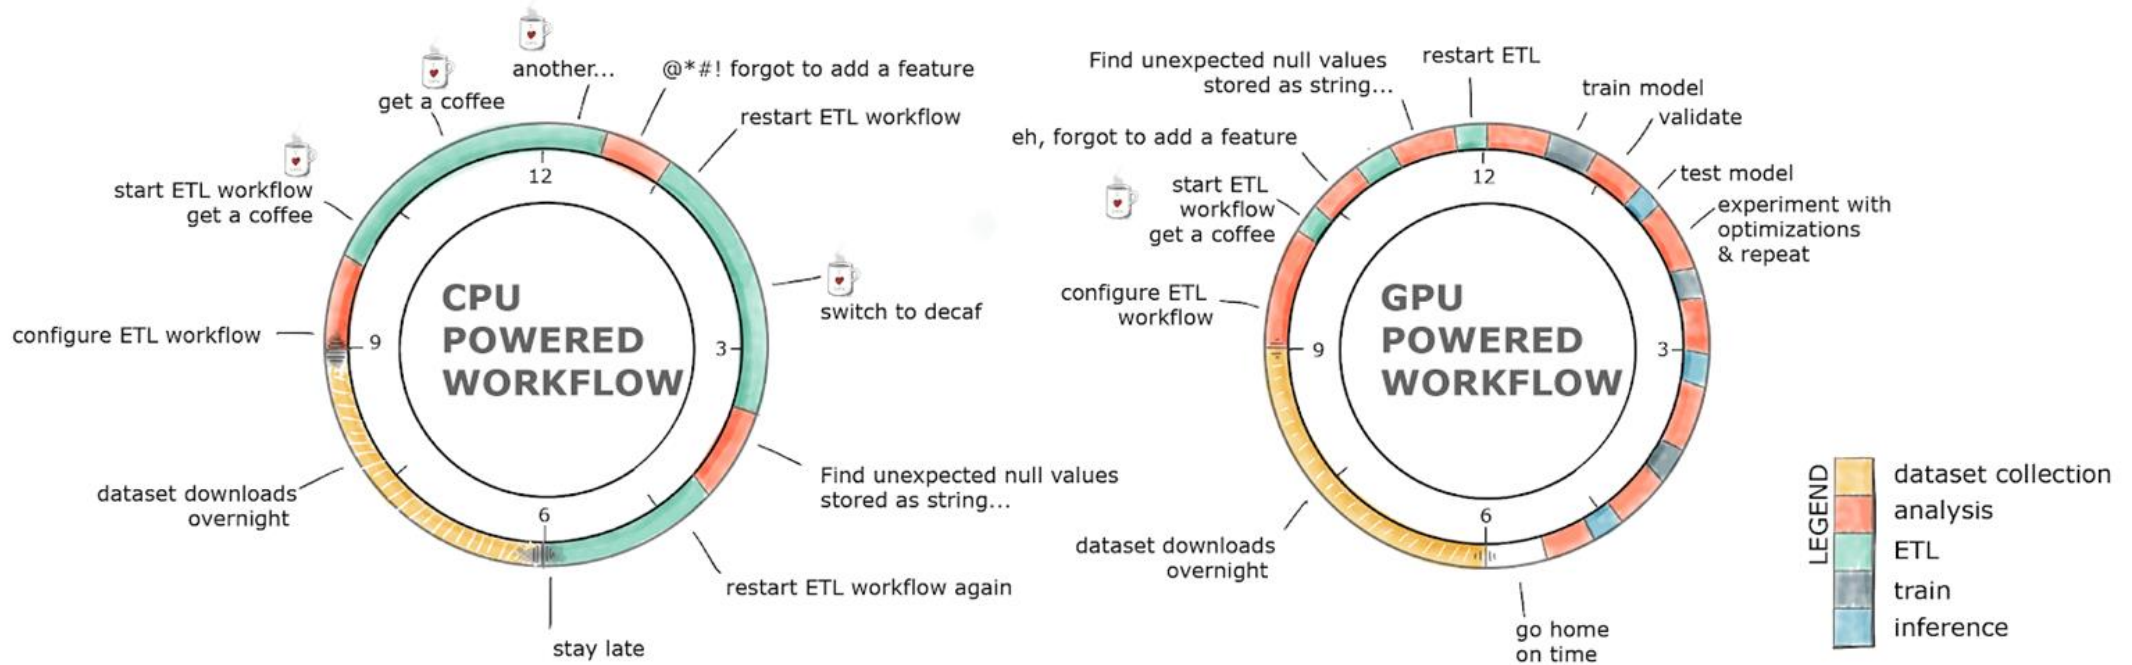 another...
@*#! forgot to add a feature
get a coffee
restart ETL workflow
start ETL workflow
get a coffee
12
configure ETL workflow
9
CPU
POWERED
WORKFLOW
3
switch to decaf
dataset downloads
overnight
6
Find unexpected null values
stored as string...
restart ETL workflow again
stay late
Find unexpected null values
stored as string...
restart ETL
train model
validate
eh, forgot to add a feature
test model
start ETL
workflow
get a coffee
12
experiment with
optimizations
& repeat
configure ETL
workflow
9
GPU
POWERED
WORKFLOW
3
dataset downloads
overnight
6
go home
on time
LEGEND
dataset collection
analysis
ETL
train
inference